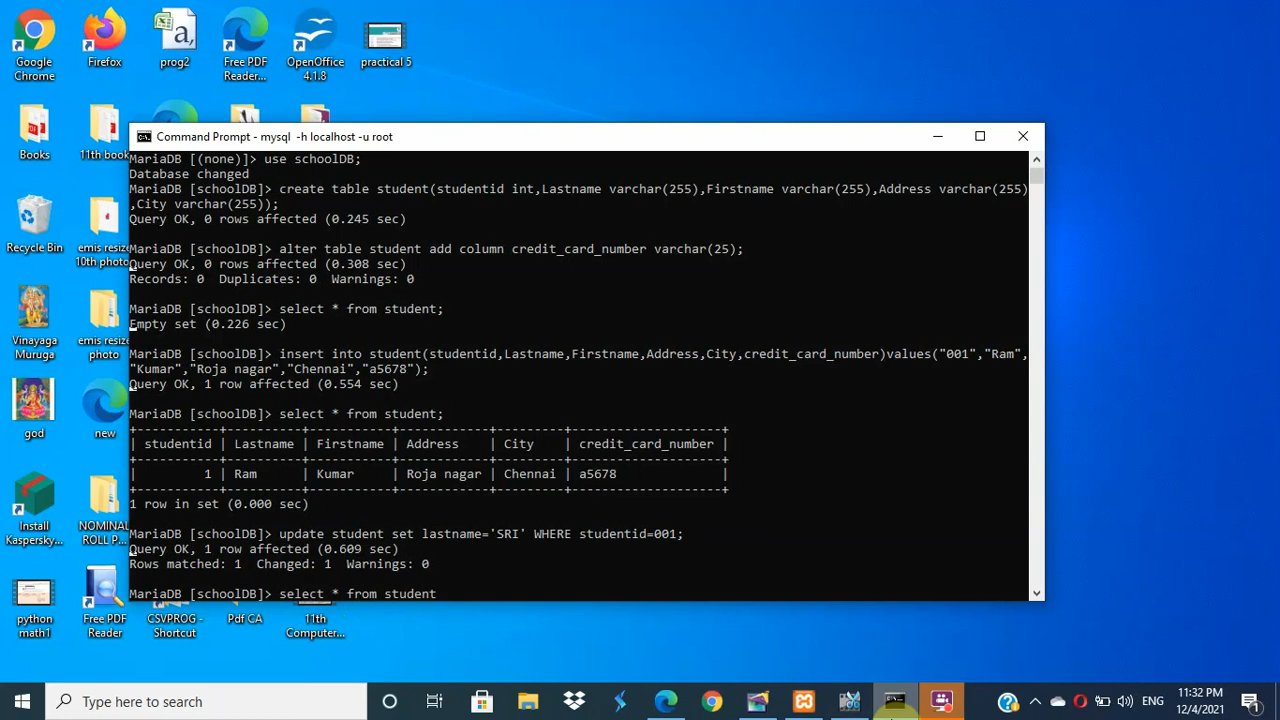 Google
Chrome
Firefox
prog2
Free PDF
Reader...
OpenOffice
4.1.8
practical 5
Books
11th book
Command Prompt - mysql  -h localhost -u root
MariaDB [(none)]> use schoolDB;
Database changed
MariaDB [schoolDB]> create table student(studentid int,Lastname varchar(255),Firstname varchar(255),Address varchar(255)
,City varchar(255));
Query OK, 0 rows affected (0.245 sec)
MariaDB [schoolDB]> alter table student add column credit_card_number varchar(25);
Query OK, 0 rows affected (0.308 sec)
Records: 0  Duplicates: 0  Warnings: 0
MariaDB [schoolDB]> select * from student;
Empty set (0.226 sec)
MariaDB [schoolDB]> insert into student(studentid,Lastname,Firstname,Address,City,credit_card_number)values("001","Ram",
"Kumar","Roja nagar","Chennai","a5678");
Query OK, 1 row affected (0.554 sec)
MariaDB [schoolDB]> select * from student;
| studentid | Lastname | Firstname | Address | City | credit_card_number |
| 1 | Ram | Kumar | Roja nagar | Chennai | a5678 |
1 row in set (0.000 sec)
MariaDB [schoolDB]> update student set lastname='SRI' WHERE studentid=001;
Query OK, 1 row affected (0.609 sec)
Rows matched: 1  Changed: 1  Warnings: 0
MariaDB [schoolDB]> select * from student
Recycle Bin
emis resize
10th photo
Vinayaga
Muruga
emis resize
photo
god
new
Install
Kaspersky...
NOMINAL
ROLL P...
python
math1
Free PDF
Reader
CSVPROG -
Shortcut
Pdf CA
11th
Computer...
Type here to search
ENG
11:32 PM
12/4/2021
1